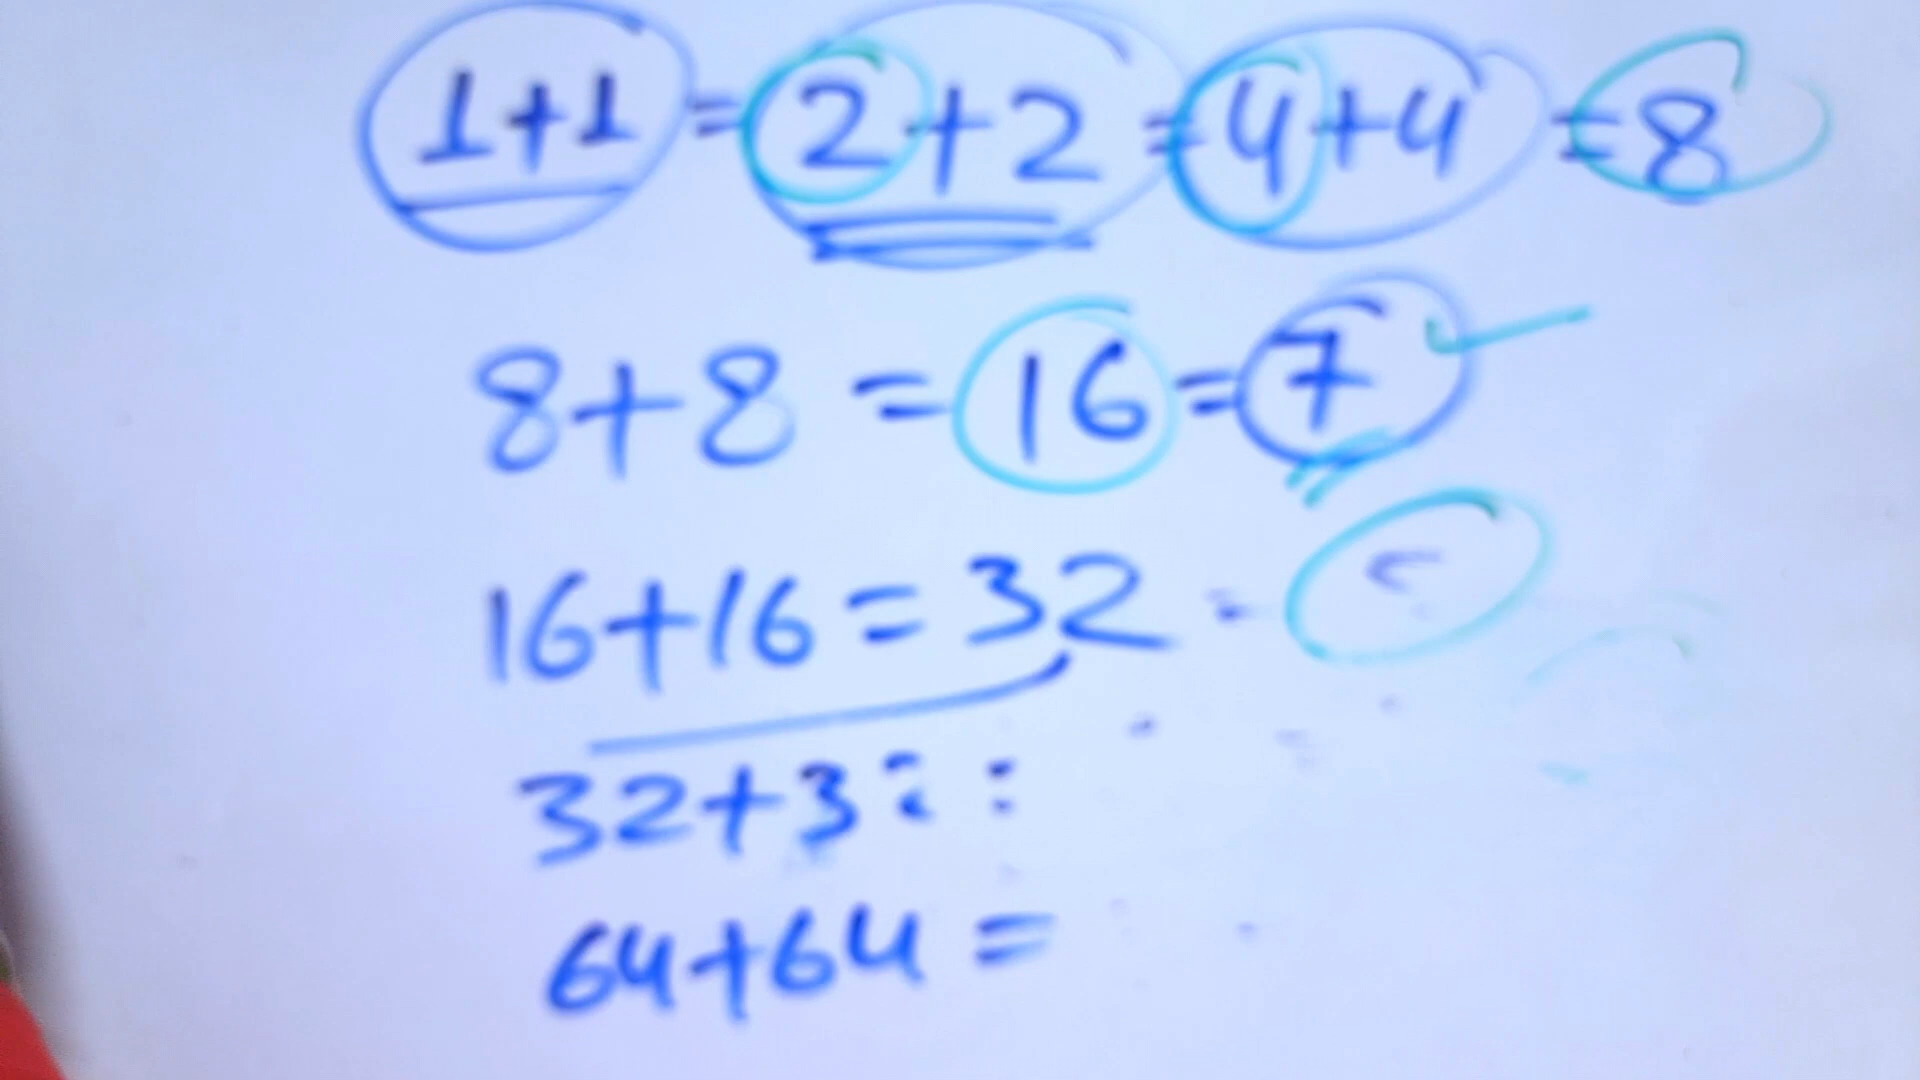 1+1 = 2+2 = 4+4 = 8
8+8 = 16 = 7
16+16 = 32
32+3
64+64 =